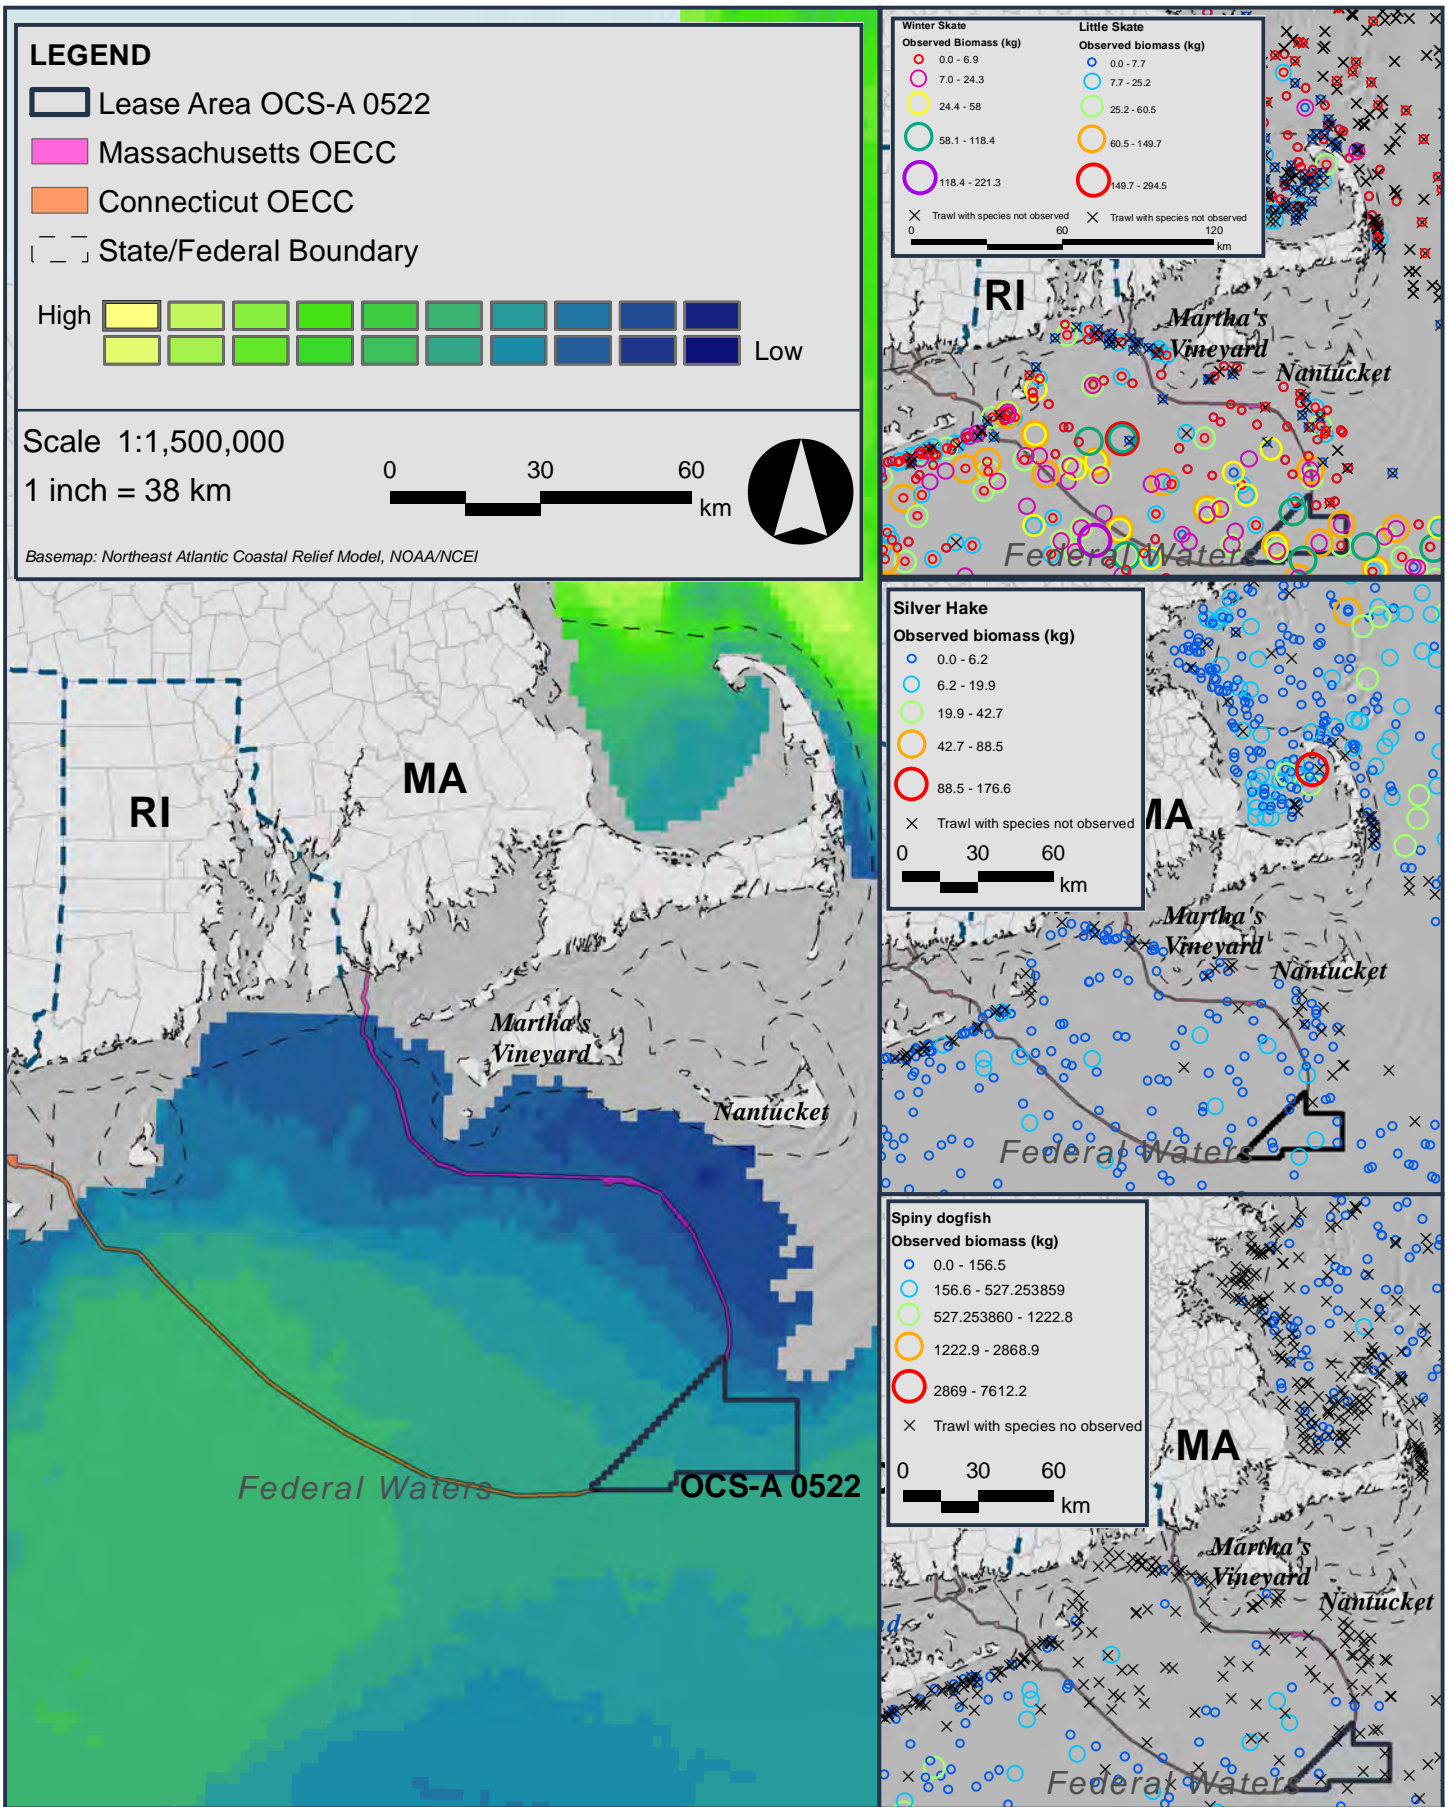 LEGEND
Lease Area OCS-A 0522
Massachusetts OECC
Connecticut OECC
State/Federal Boundary
High
Low
Scale 1:1,500,000
1 inch = 38 km
0 30 60
km
Basemap: Northeast Atlantic Coastal Relief Model, NOAA/NCEI
RI
MA
Martha's
Vineyard
Nantucket
Federal Waters
OCS-A 0522
Winter Skate
Observed Biomass (kg)
0.0 - 6.9
7.0 - 24.3
24.4 - 58
58.1 - 118.4
118.4 - 221.3
Trawl with species not observed
Little Skate
Observed biomass (kg)
0.0 - 7.7
7.7 - 25.2
25.2 - 60.5
60.5 - 149.7
149.7 - 294.5
Trawl with species not observed
0 60 120
km
RI
Martha's
Vineyard
Nantucket
Federal Waters
Silver Hake
Observed biomass (kg)
0.0 - 6.2
6.2 - 19.9
19.9 - 42.7
42.7 - 88.5
88.5 - 176.6
Trawl with species not observed
0 30 60
km
MA
Martha's
Vineyard
Nantucket
Federal Waters
Spiny dogfish
Observed biomass (kg)
0.0 - 156.5
156.6 - 527.253859
527.253860 - 1222.8
1222.9 - 2868.9
2869 - 7612.2
Trawl with species no observed
0 30 60
km
MA
Martha's
Vineyard
Nantucket
nd
Federal Waters